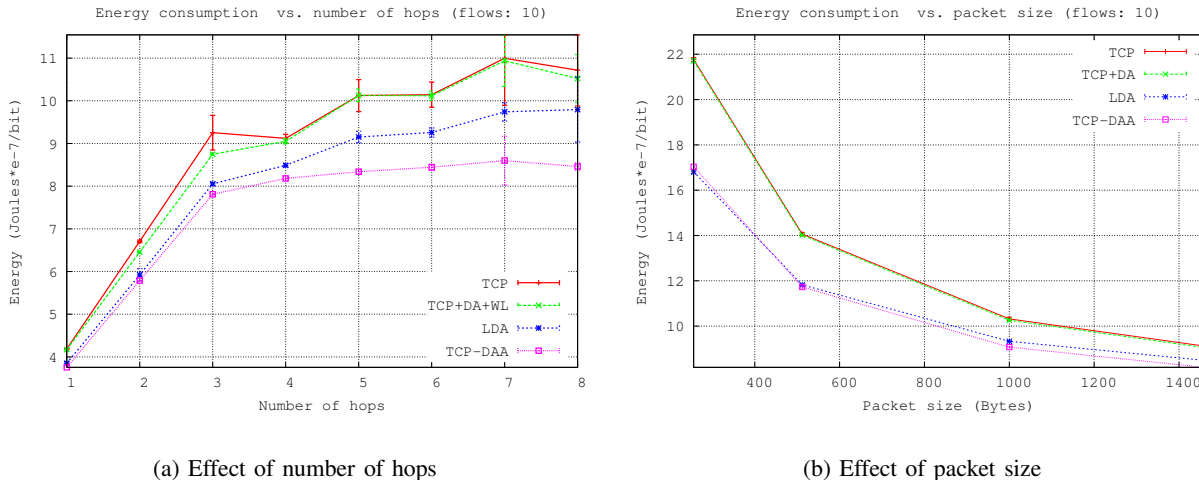 Energy consumption vs. number of hops (flows: 10)
11
10
9
8
7
6
5
4
Energy (Joules*e-7/bit)
TCP
TCP+DA+WL
LDA
TCP-DAA
1 2 3 4 5 6 7 8
Number of hops
(a) Effect of number of hops
Energy consumption vs. packet size (flows: 10)
22
20
18
16
14
12
10
Energy (Joules*e-7/bit)
TCP
TCP+DA
LDA
TCP-DAA
400 600 800 1000 1200 1400
Packet size (Bytes)
(b) Effect of packet size